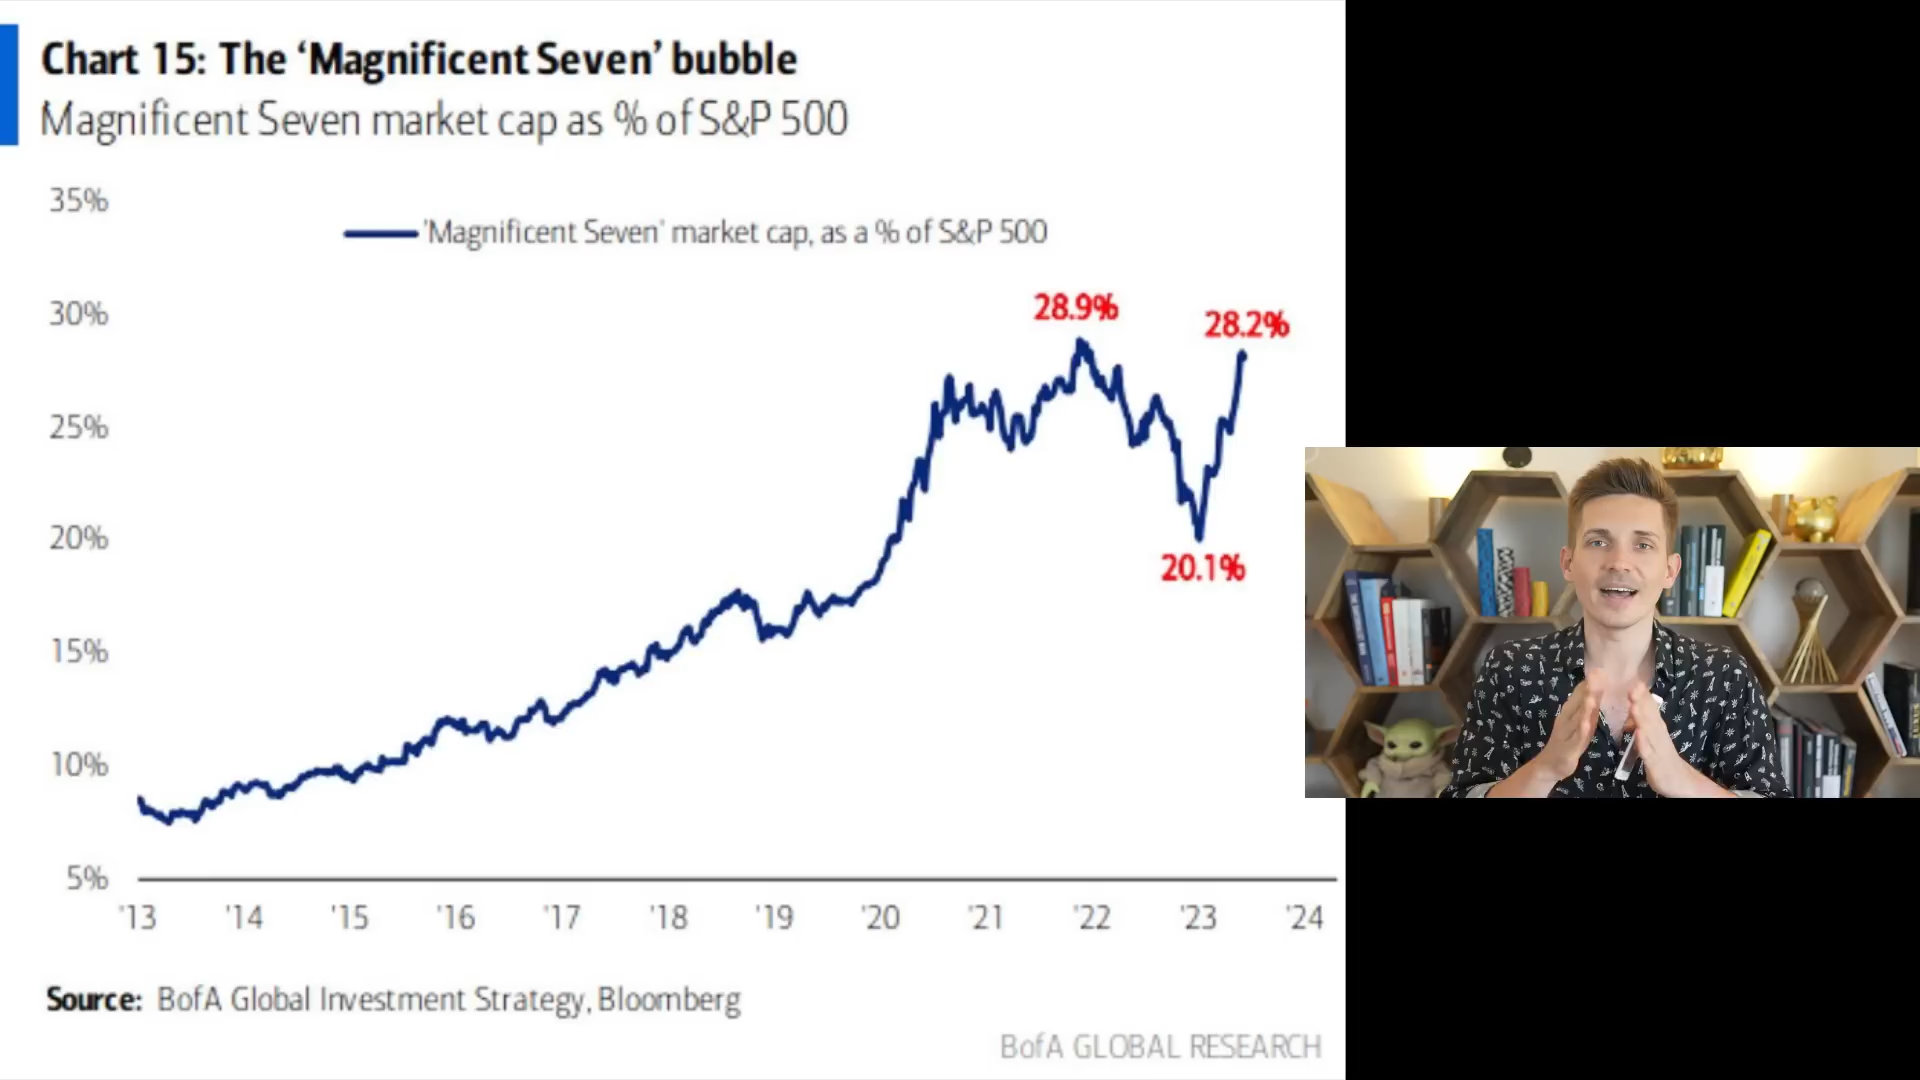 Chart 15: The ‘Magnificent Seven’ bubble
Magnificent Seven market cap as % of S&P 500
35%
'Magnificent Seven' market cap, as a % of S&P 500
30%
28.9%
28.2%
25%
20%
20.1%
15%
10%
5%
'13 '14 '15 '16 '17 '18 '19 '20 '21 '22 '23 '24
Source: BofA Global Investment Strategy, Bloomberg
BofA GLOBAL RESEARCH